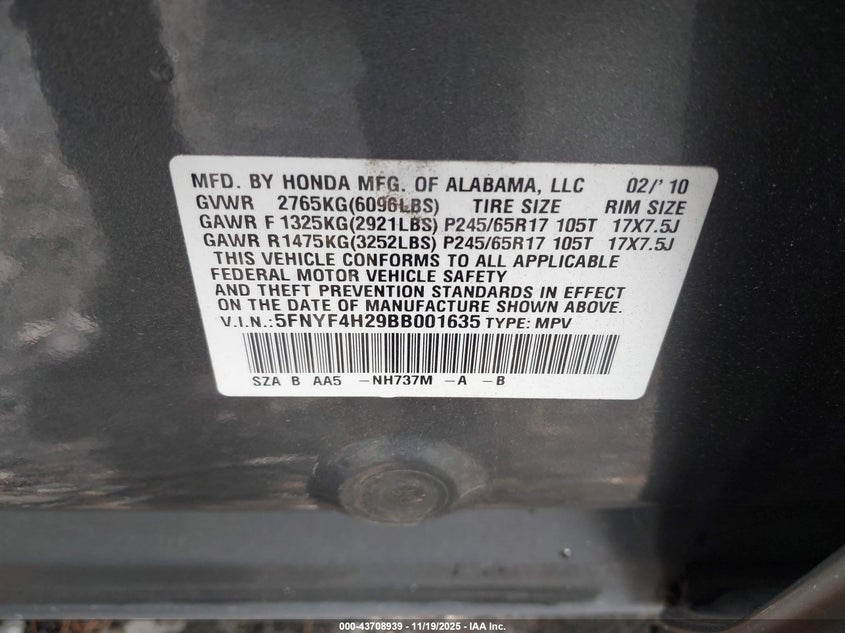 MFD. BY HONDA MFG. OF ALABAMA, LLC 02/'10
GVWR 2765KG(6096LBS) TIRE SIZE RIM SIZE
GAWR F 1325KG(2921LBS) P245/65R17 105T 17X7.5J
GAWR R1475KG(3252LBS) P245/65R17 105T 17X7.5J
THIS VEHICLE CONFORMS TO ALL APPLICABLE
FEDERAL MOTOR VEHICLE SAFETY
AND THEFT PREVENTION STANDARDS IN EFFECT
ON THE DATE OF MANUFACTURE SHOWN ABOVE.
V.I.N.:5FNYF4H29BB001635 TYPE: MPV
SZA B AA5 -NH737M -A -B
000-43708939 - 11/19/2025 - IAA Inc.